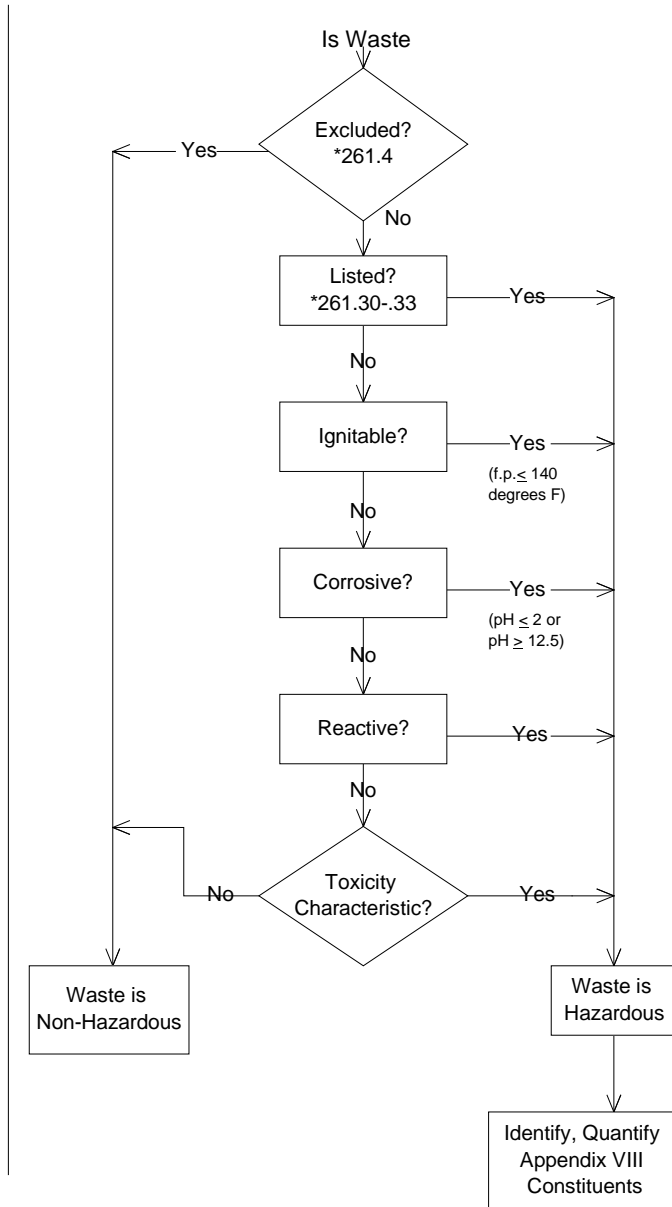 Is Waste
Excluded?
*261.4
Yes
No
Listed?
*261.30-.33
Yes
No
Ignitable?
Yes
(f.p.≤ 140
degrees F)
No
Corrosive?
Yes
(pH ≤ 2 or
pH ≥ 12.5)
No
Reactive?
Yes
No
Toxicity
Characteristic?
No
Yes
Waste is
Non-Hazardous
Waste is
Hazardous
Identify, Quantify
Appendix VIII
Constituents